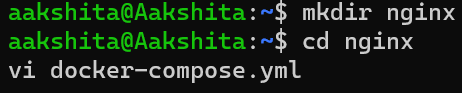 aakshita@Aakshita:~$ mkdir nginx
aakshita@Aakshita:~$ cd nginx
vi docker-compose.yml